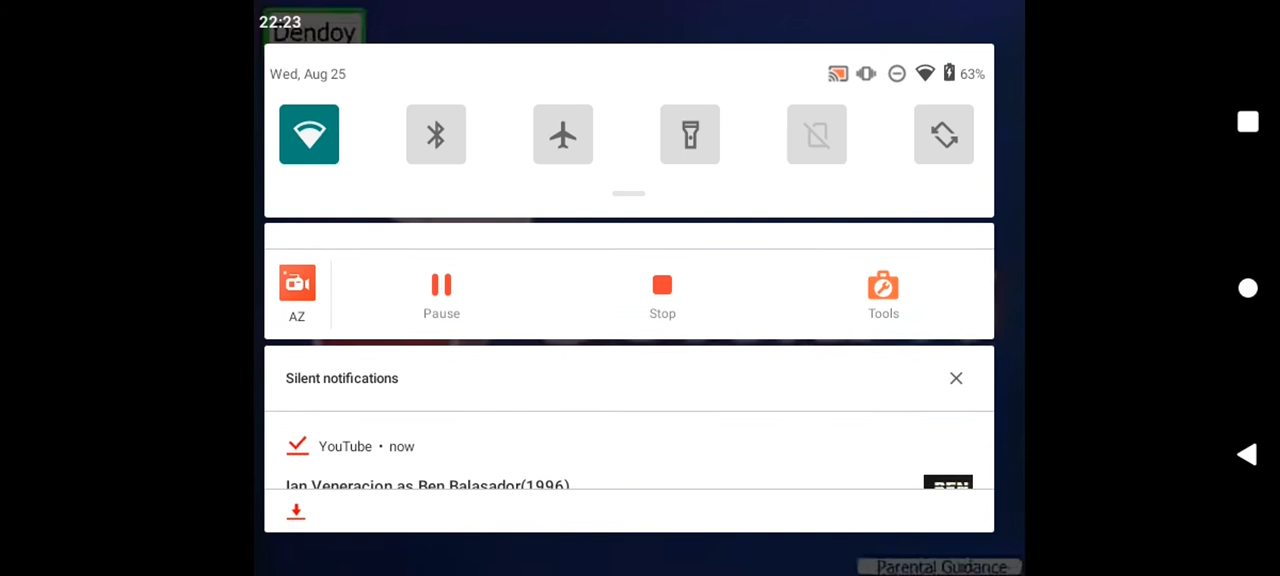 22:23
Dendoy
Wed, Aug 25
63%
AZ
Pause
Stop
Tools
Silent notifications
YouTube • now
Ian Veneracion as Ben Balasador(1996)
BEN
Parental Guidance